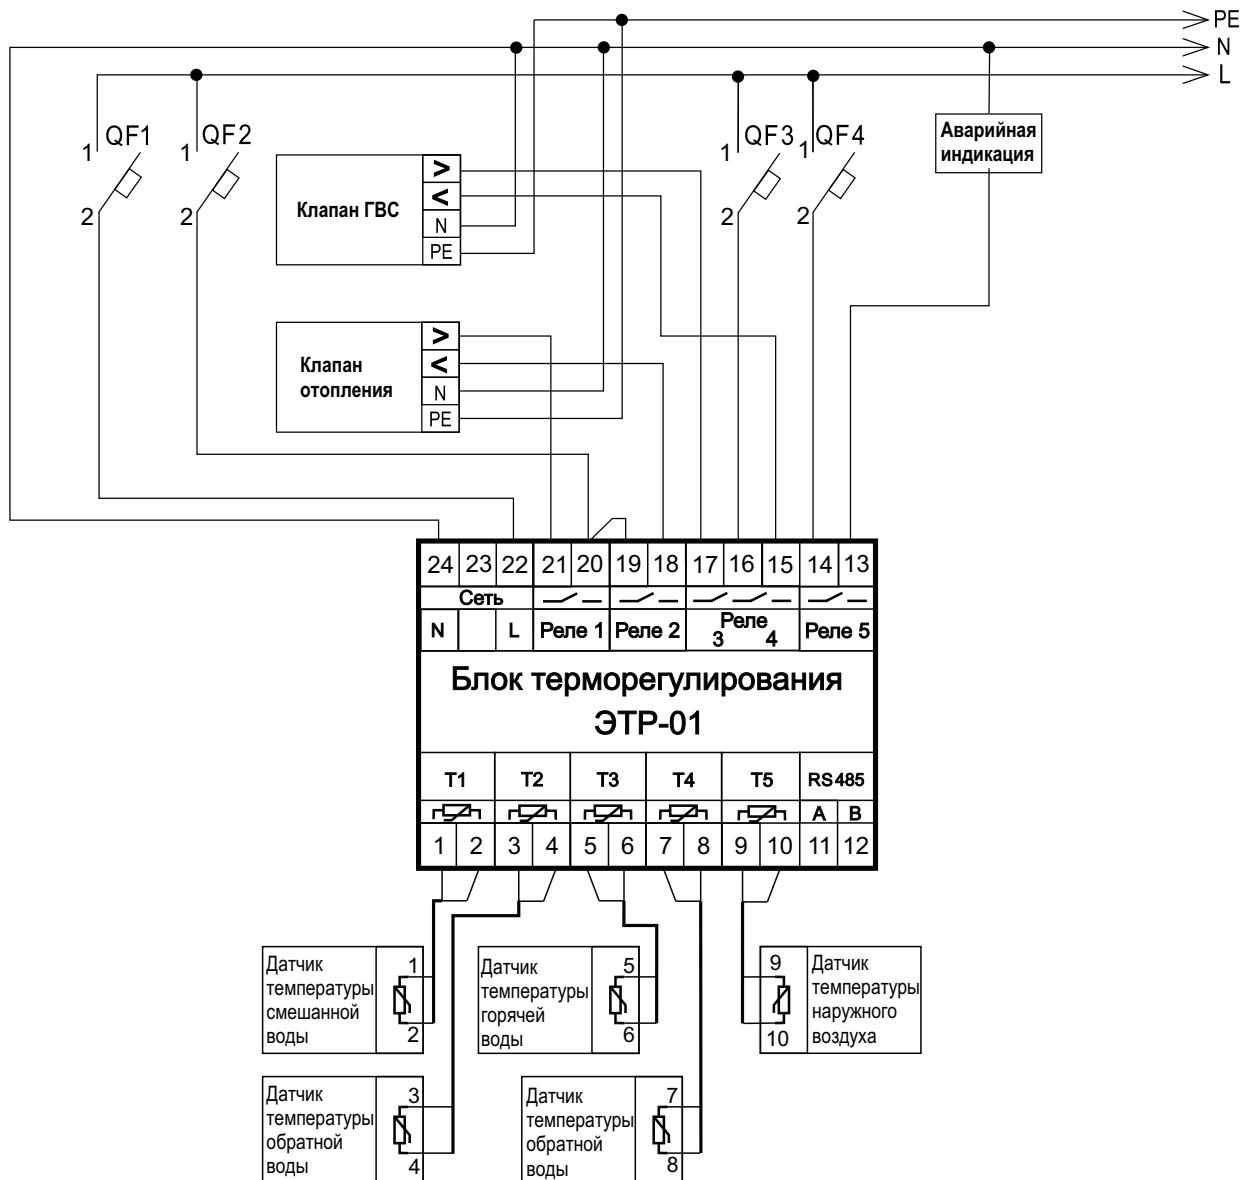 PE
N
L
QF1
1
2
QF2
1
2
QF3
1
2
QF4
1
2
Аварийная
индикация
Клапан ГВС
>
<
N
PE
Клапан
отопления
>
<
N
PE
24 23 22 21 20 19 18 17 16 15 14 13
Сеть
N L Реле 1 Реле 2 Реле 3 4 Реле 5
Блок терморегулирования
ЭТР-01
T1 T2 T3 T4 T5 RS485
A B
1 2 3 4 5 6 7 8 9 10 11 12
Датчик
температуры
смешанной
воды
1
2
Датчик
температуры
горячей
воды
5
6
9
10
Датчик
температуры
наружного
воздуха
Датчик
температуры
обратной
воды
3
4
Датчик
температуры
обратной
воды
7
8